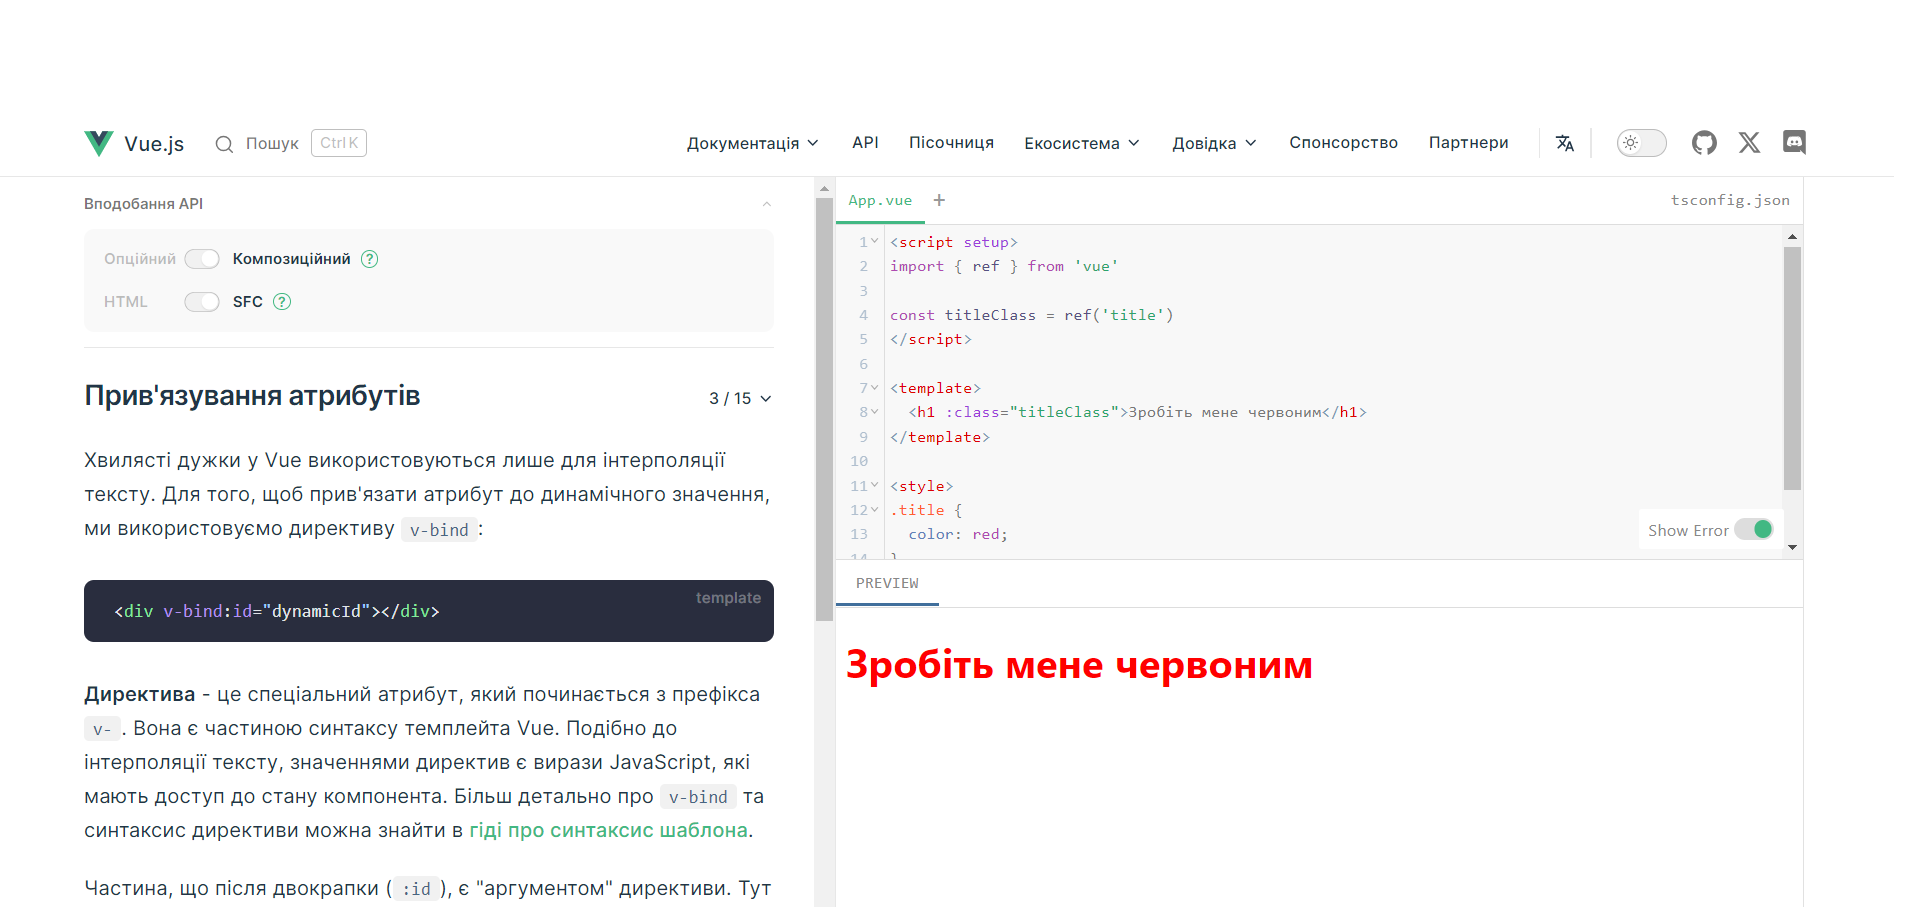 Vue.js Пошук Ctrl K Документація API Пісочниця Екосистема Довідка Спонсорство Партнери
Вподобання API
Опційний Композиційний ?
HTML SFC ?
Прив'язування атрибутів 3 / 15
Хвилясті дужки у Vue використовуються лише для інтерполяції
тексту. Для того, щоб прив'язати атрибут до динамічного значення,
ми використовуємо директиву v-bind :
template
<div v-bind:id="dynamicId"></div>
Директива - це спеціальний атрибут, який починається з префікса
v- . Вона є частиною синтаксу темплейта Vue. Подібно до
інтерполяції тексту, значеннями директив є вирази JavaScript, які
мають доступ до стану компонента. Більш детально про v-bind та
синтаксис директиви можна знайти в гіді про синтаксис шаблона.
Частина, що після двокрапки ( :id ), є "аргументом" директиви. Тут
App.vue + tsconfig.json
1 <script setup>
2 import { ref } from 'vue'
3
4 const titleClass = ref('title')
5 </script>
6
7 <template>
8 <h1 :class="titleClass">Зробіть мене червоним</h1>
9 </template>
10
11 <style>
12 .title {
13 color: red;
14 }
Show Error
PREVIEW
Зробіть мене червоним